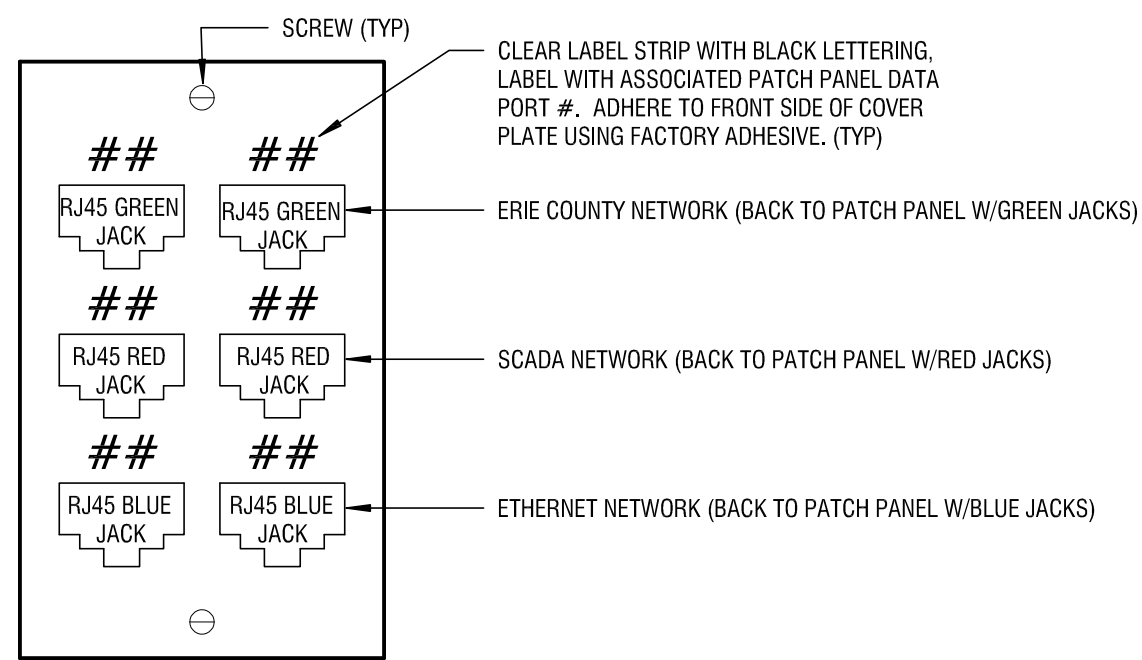 SCREW (TYP)
CLEAR LABEL STRIP WITH BLACK LETTERING,
LABEL WITH ASSOCIATED PATCH PANEL DATA
PORT #.  ADHERE TO FRONT SIDE OF COVER
PLATE USING FACTORY ADHESIVE. (TYP)
## ##
RJ45 GREEN
JACK
RJ45 GREEN
JACK
ERIE COUNTY NETWORK (BACK TO PATCH PANEL W/GREEN JACKS)
## ##
RJ45 RED
JACK
RJ45 RED
JACK
SCADA NETWORK (BACK TO PATCH PANEL W/RED JACKS)
## ##
RJ45 BLUE
JACK
RJ45 BLUE
JACK
ETHERNET NETWORK (BACK TO PATCH PANEL W/BLUE JACKS)